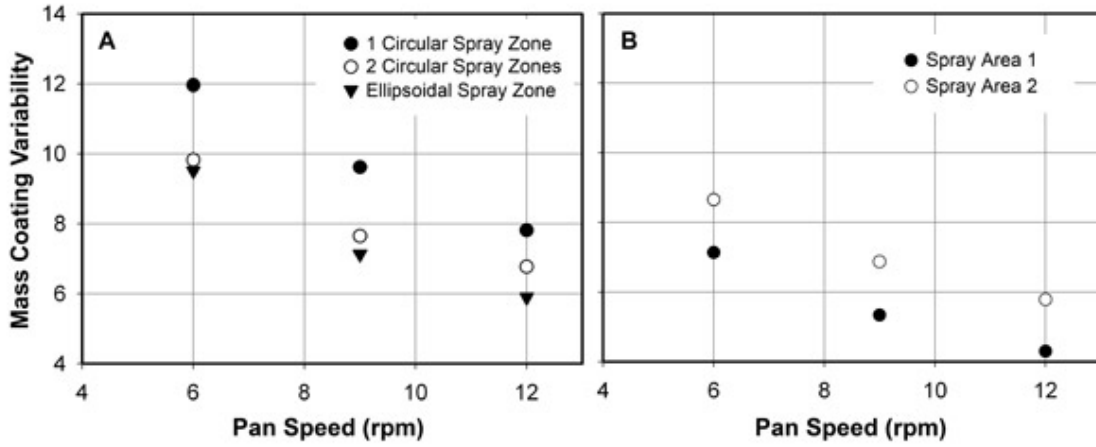 Mass Coating Variability
14
12
10
8
6
4
A
1 Circular Spray Zone
2 Circular Spray Zones
Ellipsoidal Spray Zone
4 6 8 10 12
Pan Speed (rpm)
B
Spray Area 1
Spray Area 2
4 6 8 10 12
Pan Speed (rpm)